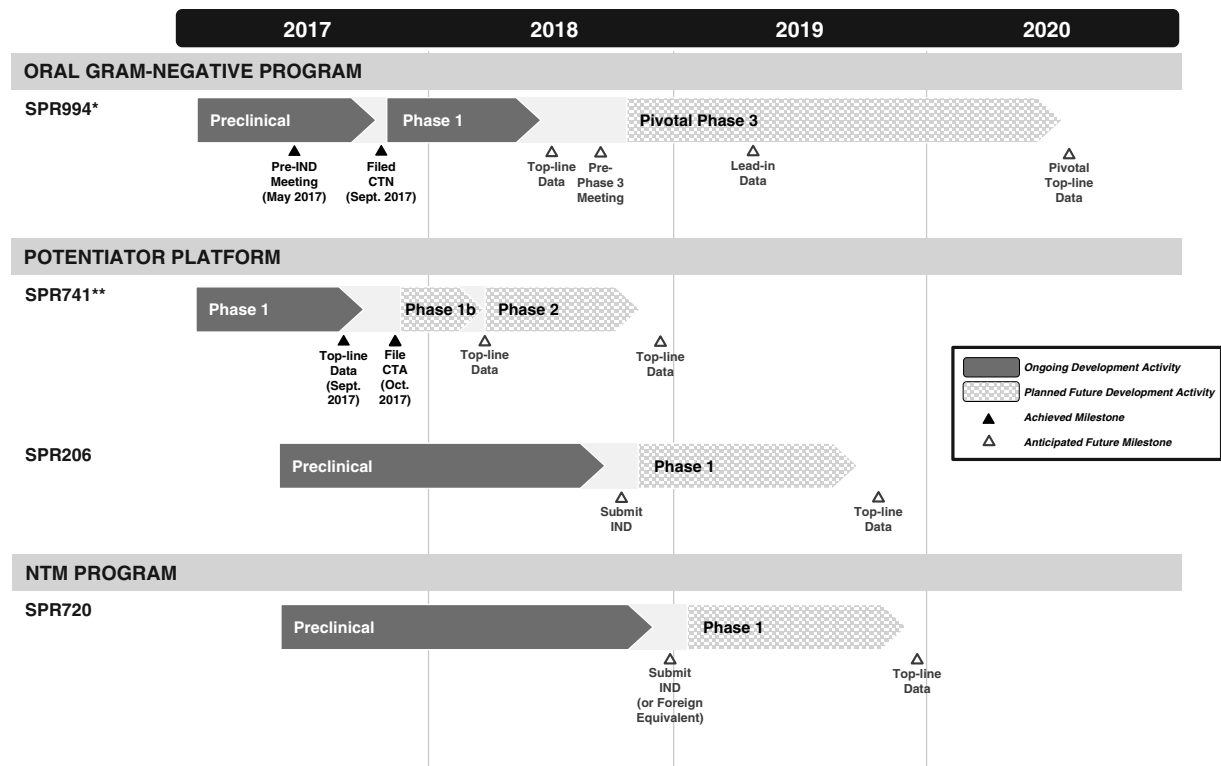 2017 2018 2019 2020
ORAL GRAM-NEGATIVE PROGRAM
SPR994*
Preclinical
Phase 1
Pivotal Phase 3
Pre-IND
Meeting
(May 2017)
Filed
CTN
(Sept. 2017)
Top-line
Data
Pre-
Phase 3
Meeting
Lead-in
Data
Pivotal
Top-line
Data
POTENTIATOR PLATFORM
SPR741**
Phase 1
Phase 1b
Phase 2
Top-line
Data
(Sept.
2017)
File
CTA
(Oct.
2017)
Top-line
Data
Top-line
Data
Ongoing Development Activity
Planned Future Development Activity
Achieved Milestone
Anticipated Future Milestone
SPR206
Preclinical
Phase 1
Submit
IND
Top-line
Data
NTM PROGRAM
SPR720
Preclinical
Phase 1
Submit
IND
(or Foreign
Equivalent)
Top-line
Data